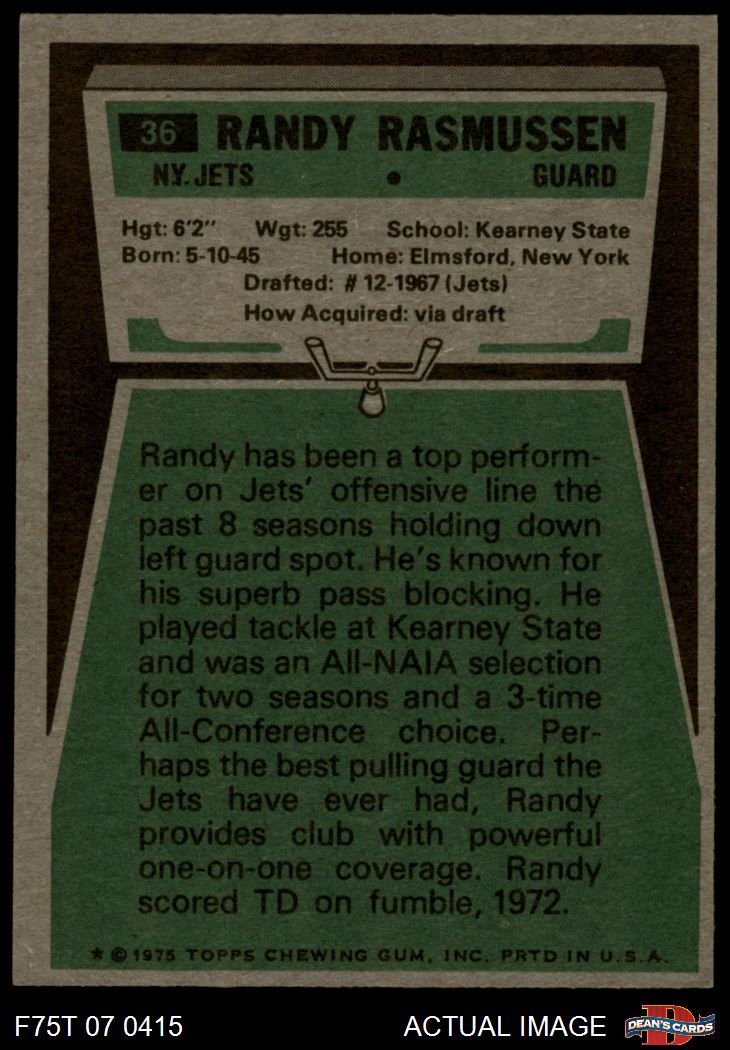 36 RANDY RASMUSSEN
N.Y. JETS • GUARD
Hgt: 6'2" Wgt: 255 School: Kearney State
Born: 5-10-45 Home: Elmsford, New York
Drafted: # 12-1967 (Jets)
How Acquired: via draft
Randy has been a top perform-
er on Jets' offensive line the
past 8 seasons holding down
left guard spot. He's known for
his superb pass blocking. He
played tackle at Kearney State
and was an All-NAIA selection
for two seasons and a 3-time
All-Conference choice. Per-
haps the best pulling guard the
Jets have ever had, Randy
provides club with powerful
one-on-one coverage. Randy
scored TD on fumble, 1972.
* © 1975 TOPPS CHEWING GUM, INC. PRTD IN U.S.A.
F75T 07 0415 ACTUAL IMAGE D DEAN'S CARDS